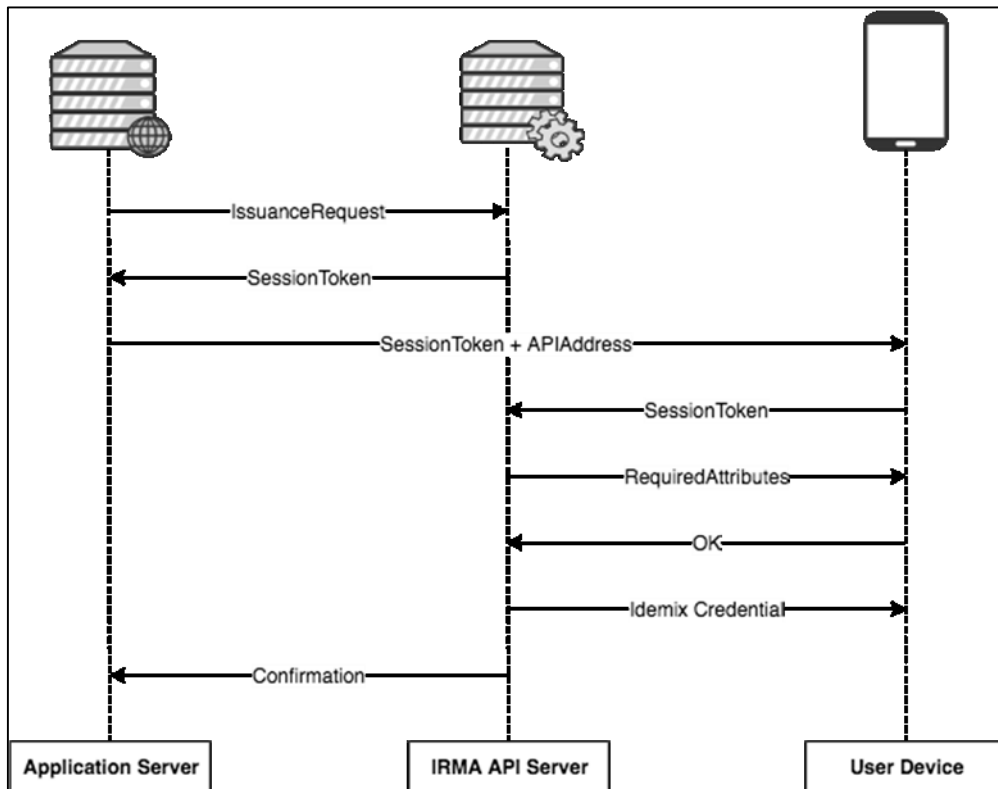 IssuanceRequest
SessionToken
SessionToken + APIAddress
SessionToken
RequiredAttributes
OK
Idemix Credential
Confirmation
Application Server
IRMA API Server
User Device